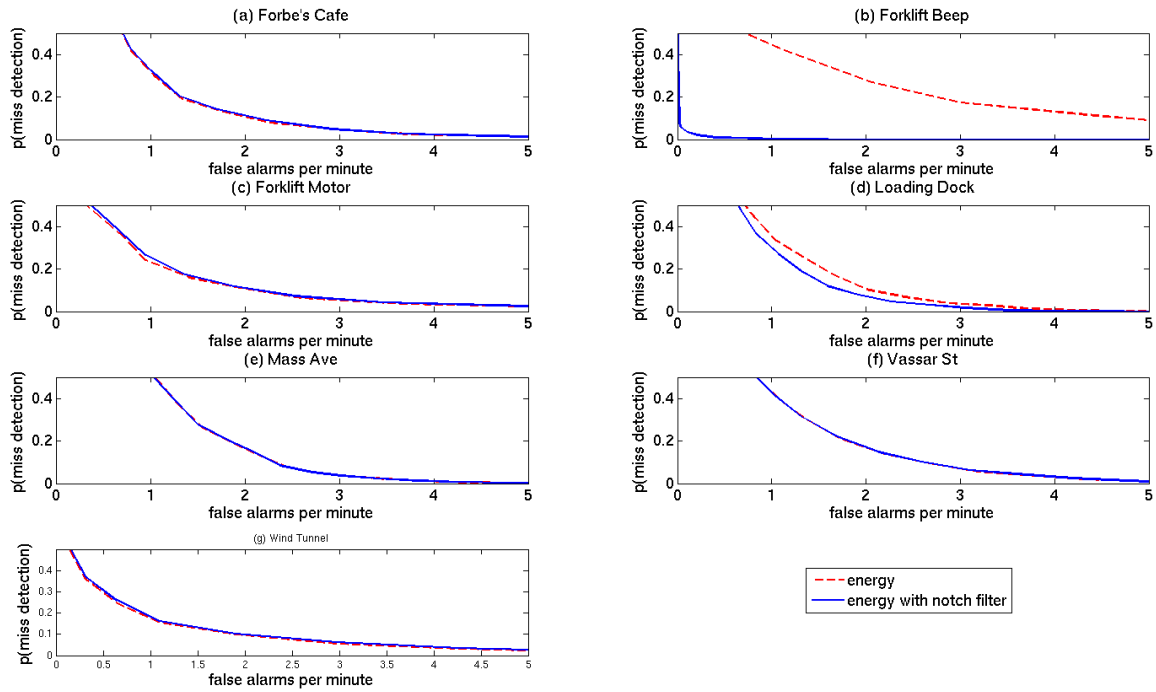 (a) Forbe's Cafe
p(miss detection)
0.4
0.2
0
0 1 2 3 4 5
false alarms per minute
(b) Forklift Beep
p(miss detection)
0.4
0.2
0
0 1 2 3 4 5
false alarms per minute
(c) Forklift Motor
p(miss detection)
0.4
0.2
0
0 1 2 3 4 5
false alarms per minute
(d) Loading Dock
p(miss detection)
0.4
0.2
0
0 1 2 3 4 5
false alarms per minute
(e) Mass Ave
p(miss detection)
0.4
0.2
0
0 1 2 3 4 5
false alarms per minute
(f) Vassar St
p(miss detection)
0.4
0.2
0
0 1 2 3 4 5
false alarms per minute
(g) Wind Tunnel
p(miss detection)
0.4
0.3
0.2
0.1
0
0 0.5 1 1.5 2 2.5 3 3.5 4 4.5 5
false alarms per minute
energy
energy with notch filter